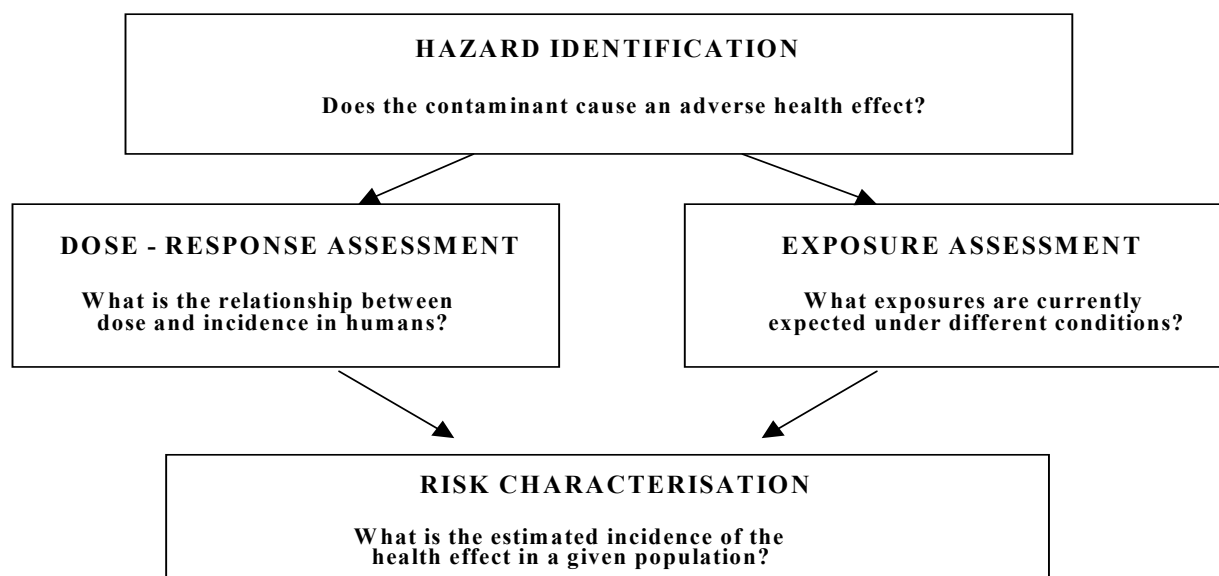 HAZARD IDENTIFICATION
Does the contaminant cause an adverse health effect?
DOSE - RESPONSE ASSESSMENT
What is the relationship between
dose and incidence in humans?
EXPOSURE ASSESSMENT
What exposures are currently
expected under different conditions?
RISK CHARACTERISATION
What is the estimated incidence of the
health effect in a given population?